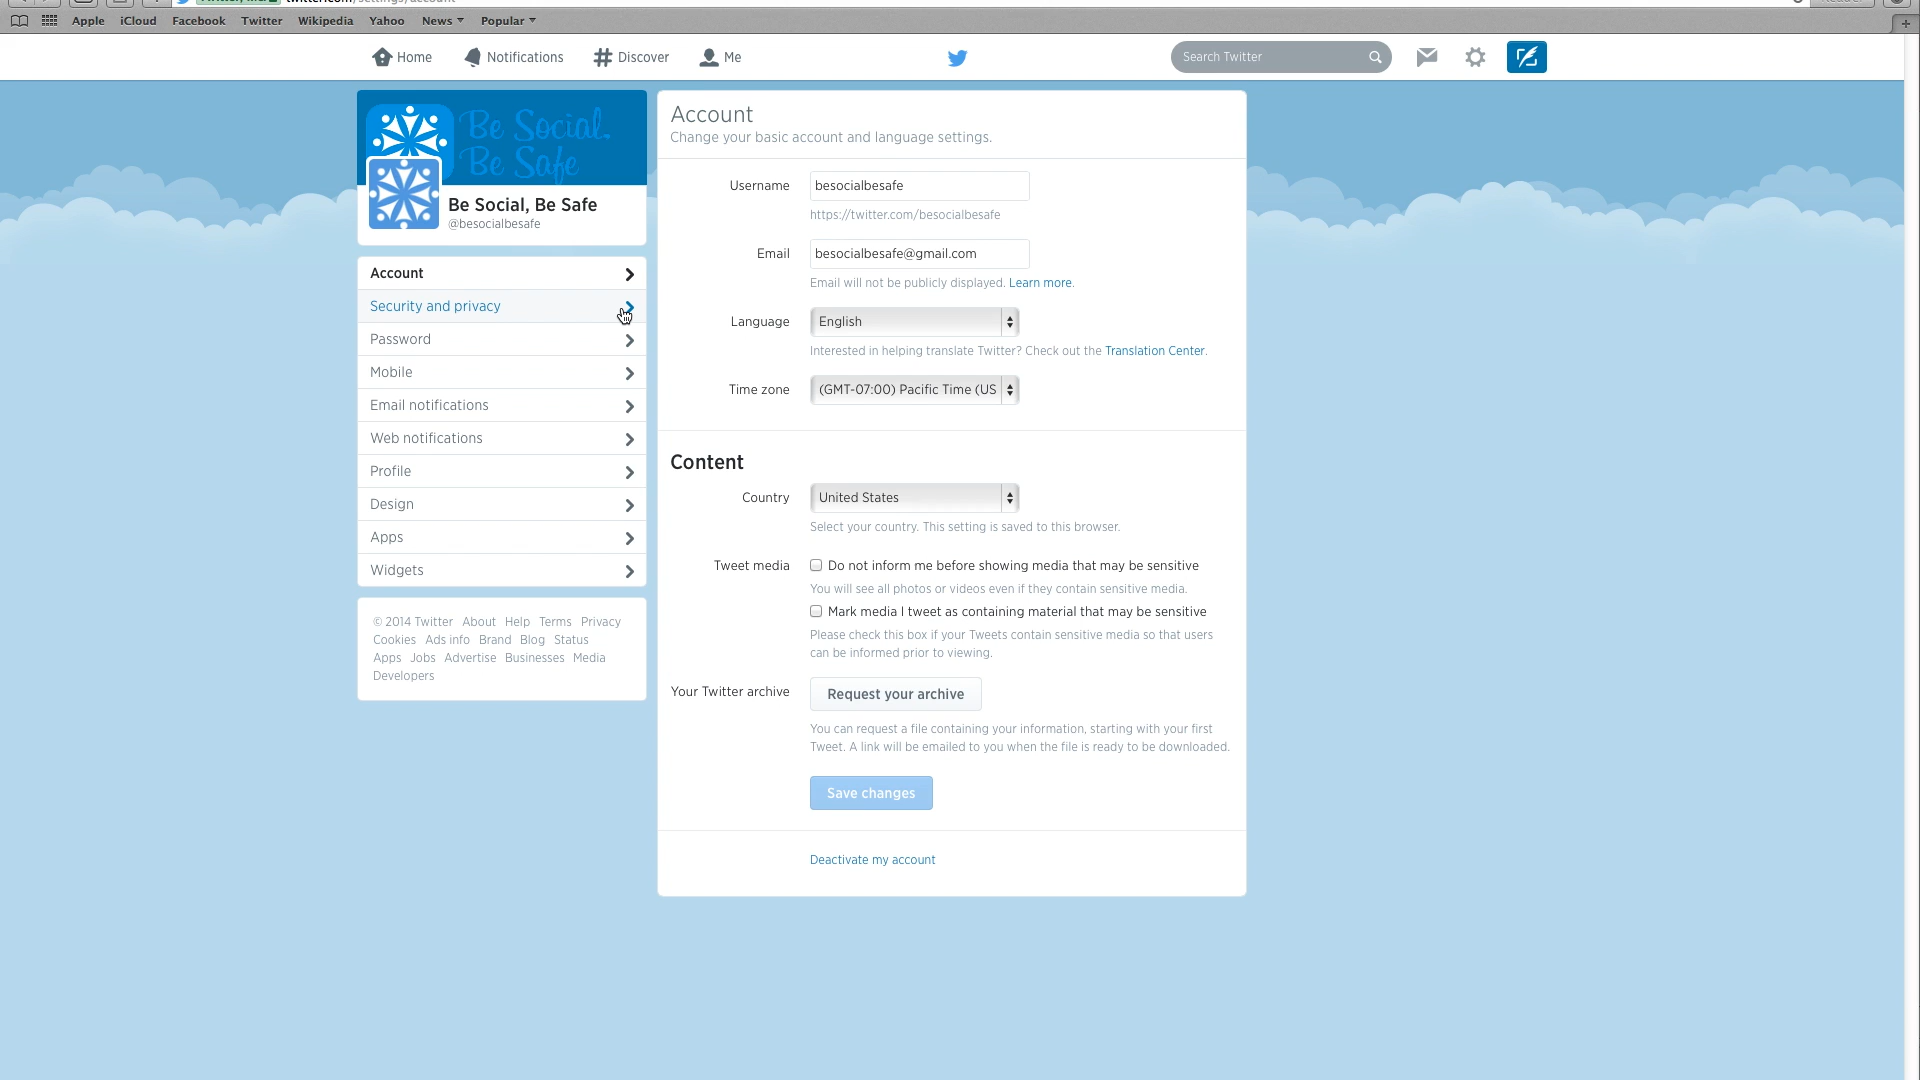 Apple iCloud Facebook Twitter Wikipedia Yahoo News Popular
Home Notifications Discover Me Search Twitter
Be Social.
Be Safe
Be Social, Be Safe
@besocialbesafe
Account
Security and privacy
Password
Mobile
Email notifications
Web notifications
Profile
Design
Apps
Widgets
© 2014 Twitter About Help Terms Privacy
Cookies Ads info Brand Blog Status
Apps Jobs Advertise Businesses Media
Developers
Account
Change your basic account and language settings.
Username besocialbesafe
https://twitter.com/besocialbesafe
Email besocialbesafe@gmail.com
Email will not be publicly displayed. Learn more.
Language English
Interested in helping translate Twitter? Check out the Translation Center.
Time zone (GMT-07:00) Pacific Time (US
Content
Country United States
Select your country. This setting is saved to this browser.
Tweet media Do not inform me before showing media that may be sensitive
You will see all photos or videos even if they contain sensitive media.
Mark media I tweet as containing material that may be sensitive
Please check this box if your Tweets contain sensitive media so that users
can be informed prior to viewing.
Your Twitter archive Request your archive
You can request a file containing your information, starting with your first
Tweet. A link will be emailed to you when the file is ready to be downloaded.
Save changes
Deactivate my account